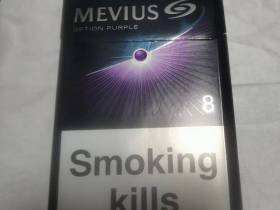 MEVIUS
OPTION PURPLE
8
Smoking
kills